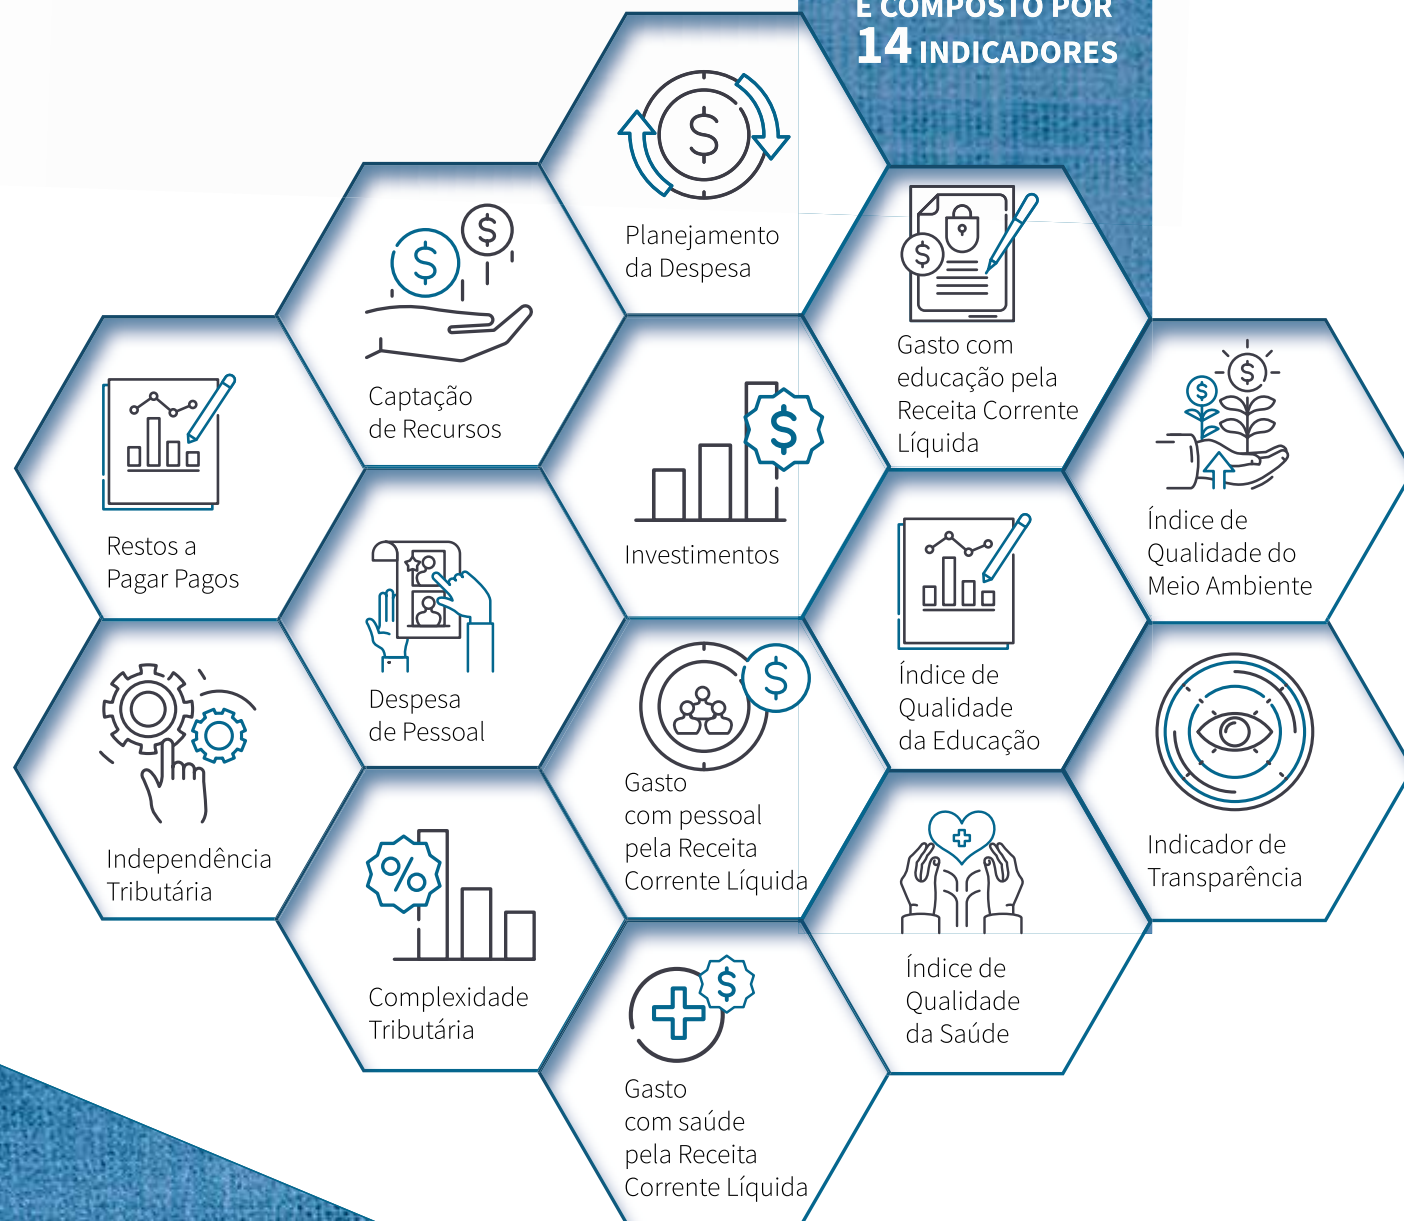 É COMPOSTO POR
14 INDICADORES
Planejamento
da Despesa
Captação
de Recursos
Gasto com
educação pela
Receita Corrente
Líquida
Restos a
Pagar Pagos
Investimentos
Índice de
Qualidade do
Meio Ambiente
Despesa
de Pessoal
Índice de
Qualidade
da Educação
Independência
Tributária
Gasto
com pessoal
pela Receita
Corrente Líquida
Indicador de
Transparência
Complexidade
Tributária
Índice de
Qualidade
da Saúde
Gasto
com saúde
pela Receita
Corrente Líquida